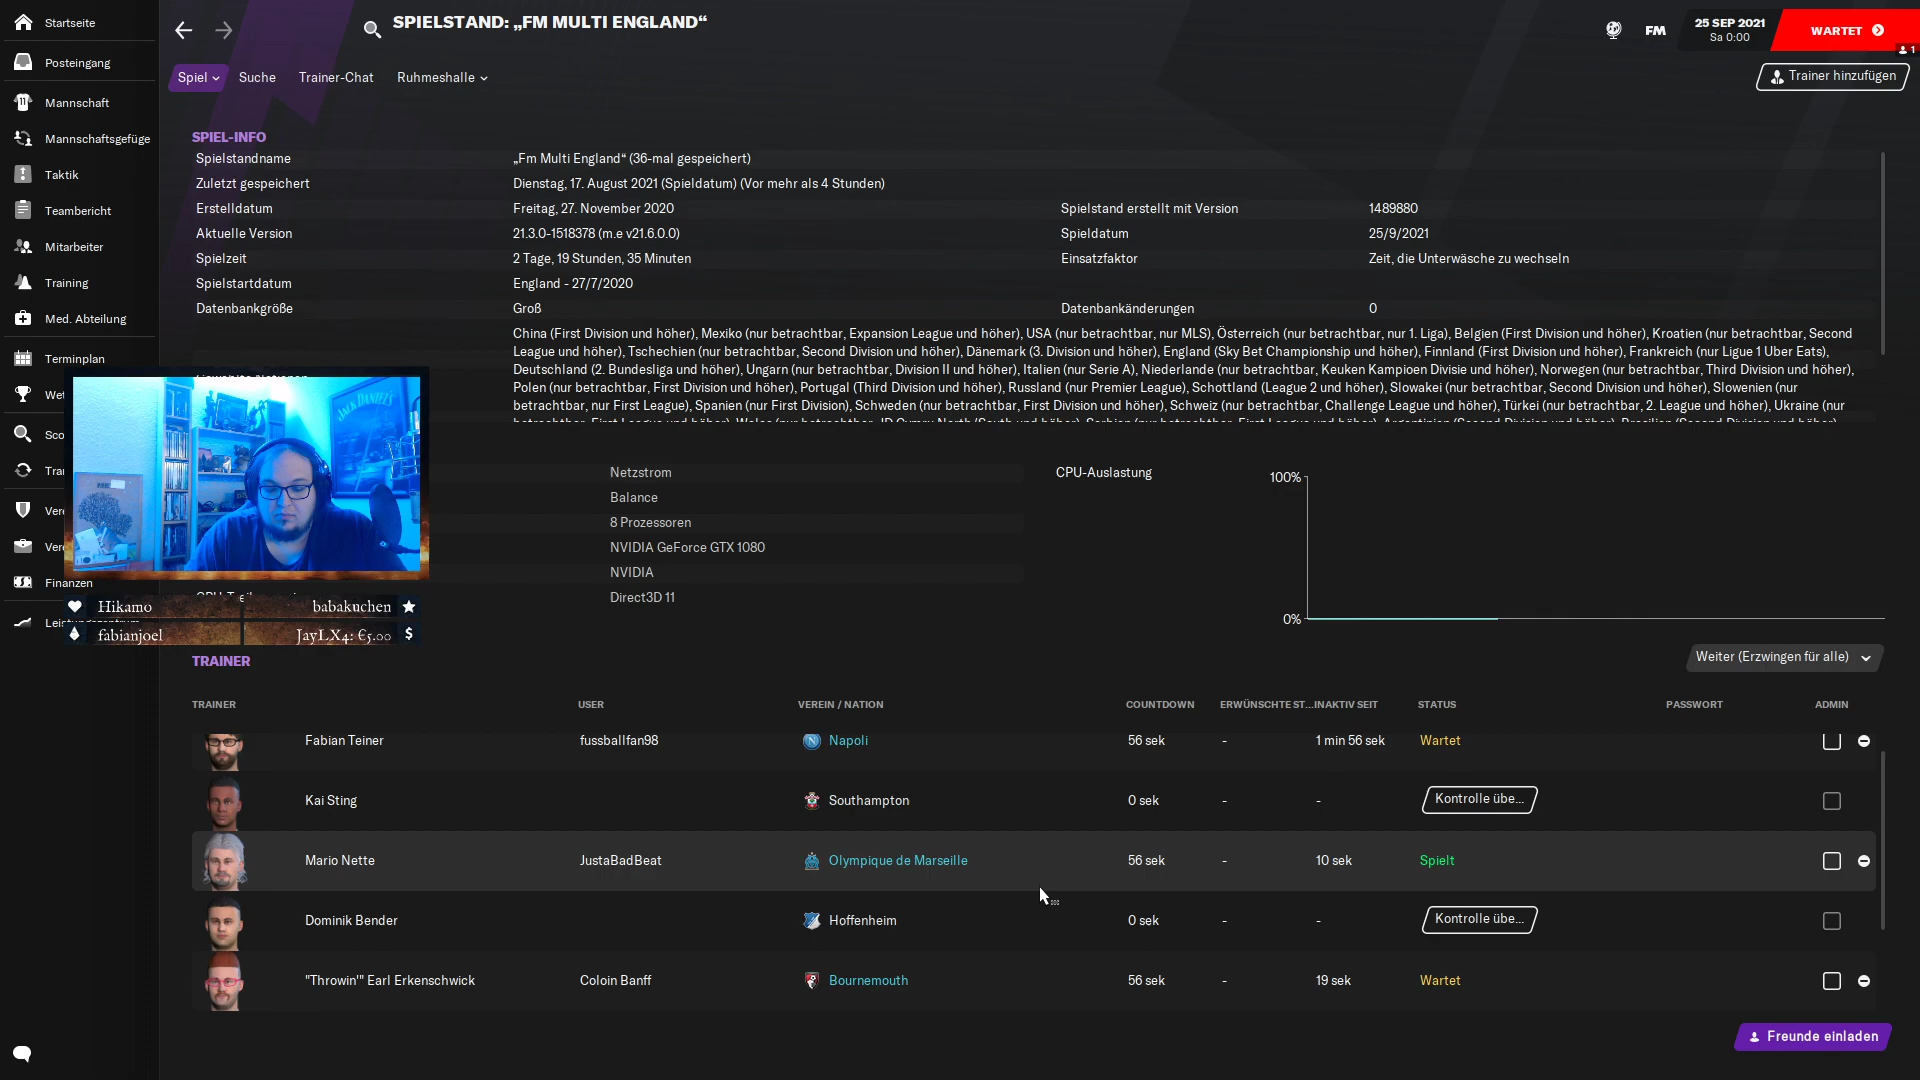 Startseite
SPIELSTAND: „FM MULTI ENGLAND“
FM
25 SEP 2021
Sa 0:00
WARTET
1
Posteingang
Spiel
Suche
Trainer-Chat
Ruhmeshalle
Trainer hinzufügen
Mannschaft
Mannschaftsgefüge
Taktik
Teambericht
Mitarbeiter
Training
Med. Abteilung
Terminplan
Finanzen
SPIEL-INFO
Spielstandname
„Fm Multi England“ (36-mal gespeichert)
Zuletzt gespeichert
Dienstag, 17. August 2021 (Spieldatum) (Vor mehr als 4 Stunden)
Erstelldatum
Freitag, 27. November 2020
Spielstand erstellt mit Version
1489880
Aktuelle Version
21.3.0-1518378 (m.e v21.6.0.0)
Spieldatum
25/9/2021
Spielzeit
2 Tage, 19 Stunden, 35 Minuten
Einsatzfaktor
Zeit, die Unterwäsche zu wechseln
Spielstartdatum
England - 27/7/2020
Datenbankgröße
Groß
Datenbankänderungen
0
China (First Division und höher), Mexiko (nur betrachtbar, Expansion League und höher), USA (nur betrachtbar, nur MLS), Österreich (nur betrachtbar, nur 1. Liga), Belgien (First Division und höher), Kroatien (nur betrachtbar, Second
League und höher), Tschechien (nur betrachtbar, Second Division und höher), Dänemark (3. Division und höher), England (Sky Bet Championship und höher), Finnland (First Division und höher), Frankreich (nur Ligue 1 Uber Eats),
Deutschland (2. Bundesliga und höher), Ungarn (nur betrachtbar, Division II und höher), Italien (nur Serie A), Niederlande (nur betrachtbar, Keuken Kampioen Divisie und höher), Norwegen (nur betrachtbar, Third Division und höher),
Polen (nur betrachtbar, First Division und höher), Portugal (Third Division und höher), Russland (nur Premier League), Schottland (League 2 und höher), Slowakei (nur betrachtbar, Second Division und höher), Slowenien (nur
betrachtbar, nur First League), Spanien (nur First Division), Schweden (nur betrachtbar, First Division und höher), Schweiz (nur betrachtbar, Challenge League und höher), Türkei (nur betrachtbar, 2. League und höher), Ukraine (nur
JACK DANIEL'S
Netzstrom
Balance
8 Prozessoren
NVIDIA GeForce GTX 1080
NVIDIA
Direct3D 11
CPU-Auslastung
100%
0%
Hikamo
babakuchen
fabianjoel
JayLX4: €5.00
TRAINER
Weiter (Erzwingen für alle)
TRAINER
USER
VEREIN / NATION
COUNTDOWN
ERWÜNSCHTE ST...
INAKTIV SEIT
STATUS
PASSWORT
ADMIN
Fabian Teiner
fussballfan98
Napoli
56 sek
-
1 min 56 sek
Wartet
Kai Sting
Southampton
0 sek
-
-
Kontrolle übe...
Mario Nette
JustaBadBeat
Olympique de Marseille
56 sek
-
10 sek
Spielt
Dominik Bender
Hoffenheim
0 sek
-
-
Kontrolle übe...
"Throwin'" Earl Erkenschwick
Coloin Banff
Bournemouth
56 sek
-
19 sek
Wartet
Freunde einladen